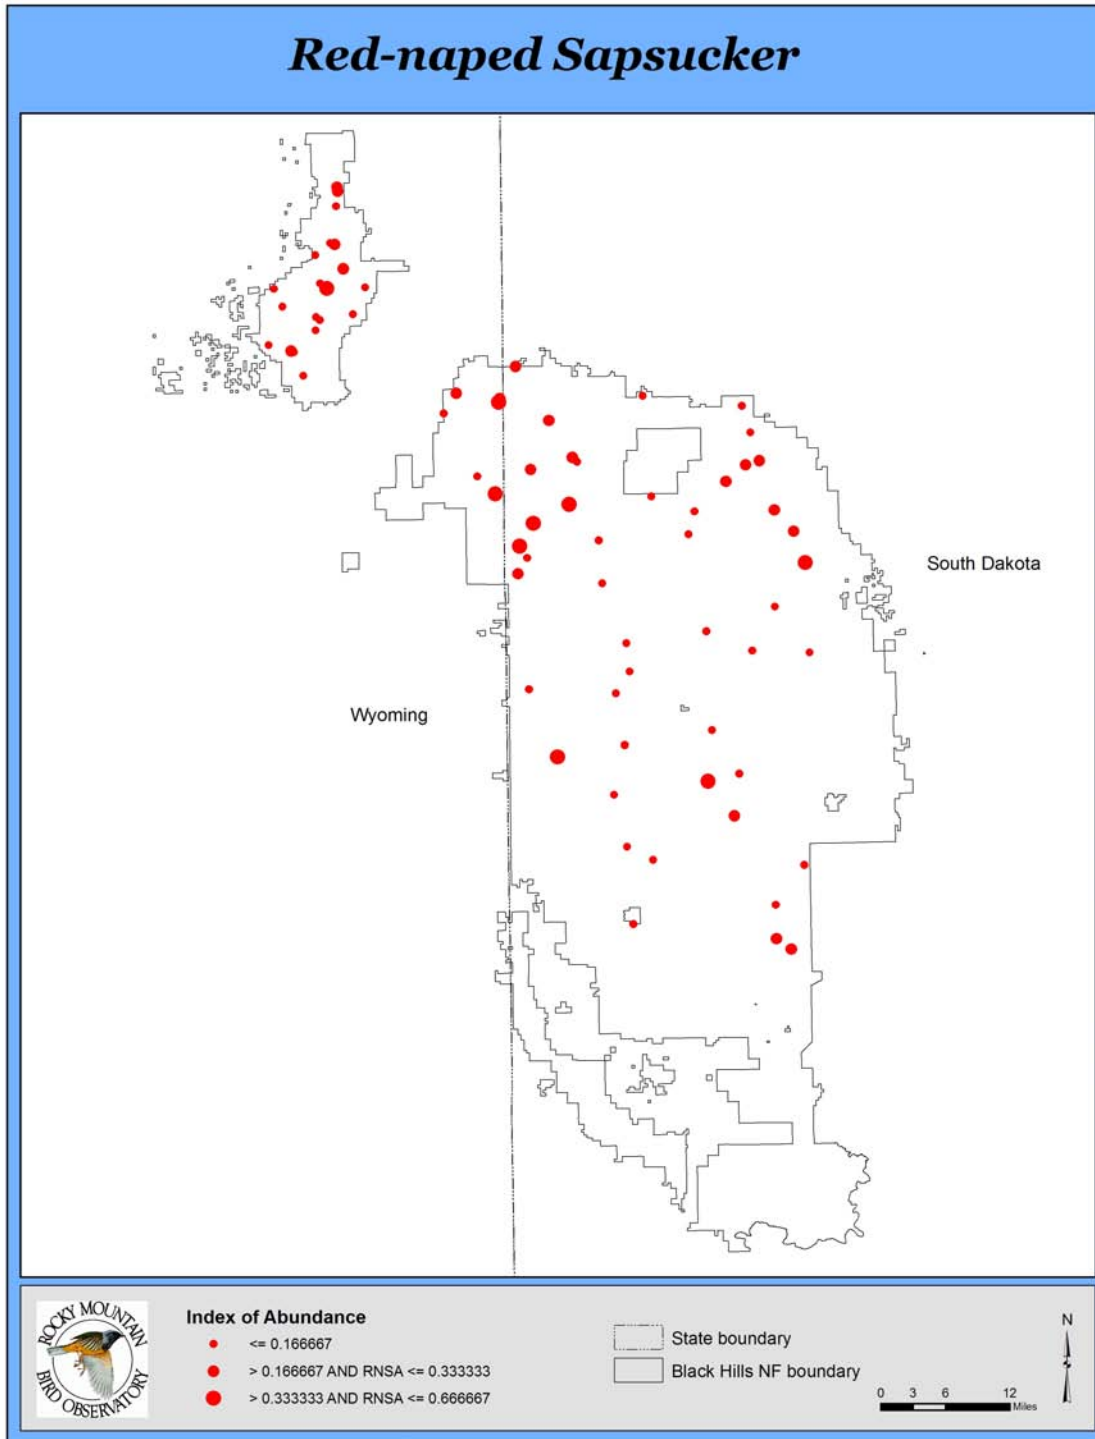 Red-naped Sapsucker
South Dakota
Wyoming
ROCKY MOUNTAIN
BIRD OBSERVATORY
Index of Abundance
<= 0.166667
> 0.166667 AND RNSA <= 0.333333
> 0.333333 AND RNSA <= 0.666667
State boundary
Black Hills NF boundary
N
0 3 6 12
Miles